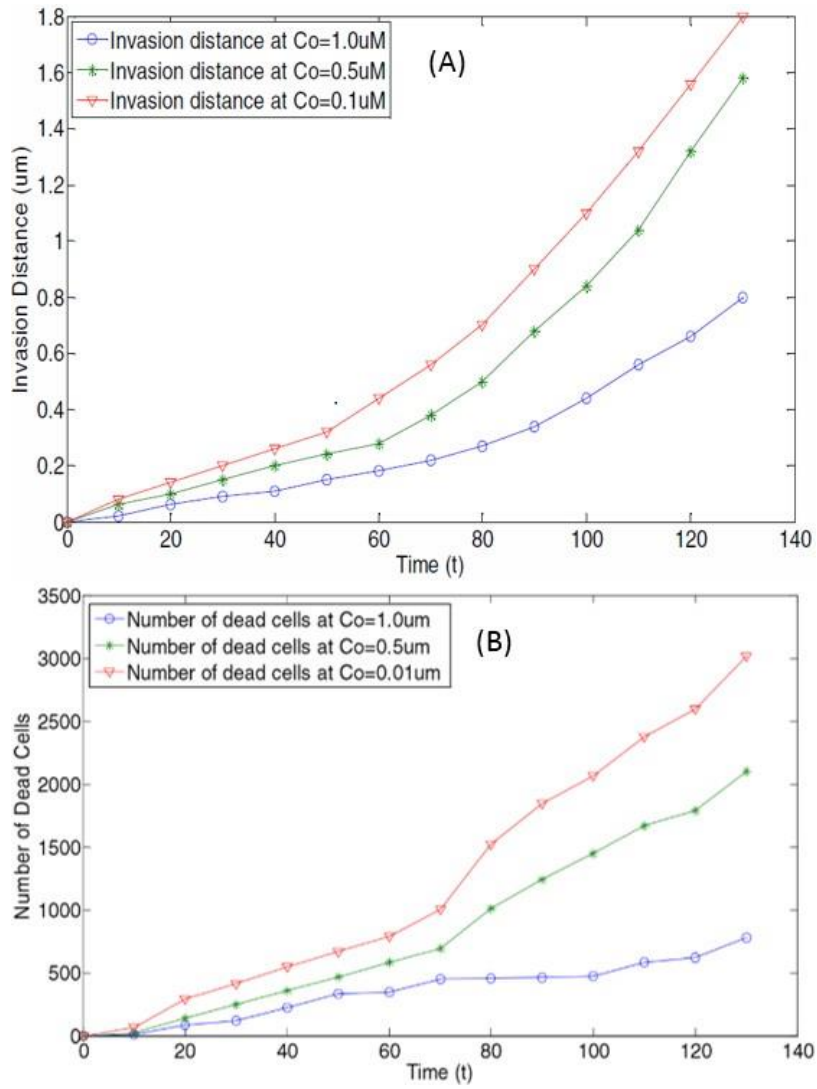 Invasion distance at Co=1.0uM
Invasion distance at Co=0.5uM
Invasion distance at Co=0.1uM
(A)
Invasion Distance (um)
1.8
1.6
1.4
1.2
1
0.8
0.6
0.4
0.2
0
0 20 40 60 80 100 120 140
Time (t)
Number of dead cells at Co=1.0um
Number of dead cells at Co=0.5um
Number of dead cells at Co=0.01um
(B)
Number of Dead Cells
3500
3000
2500
2000
1500
1000
500
0
0 20 40 60 80 100 120 140
Time (t)